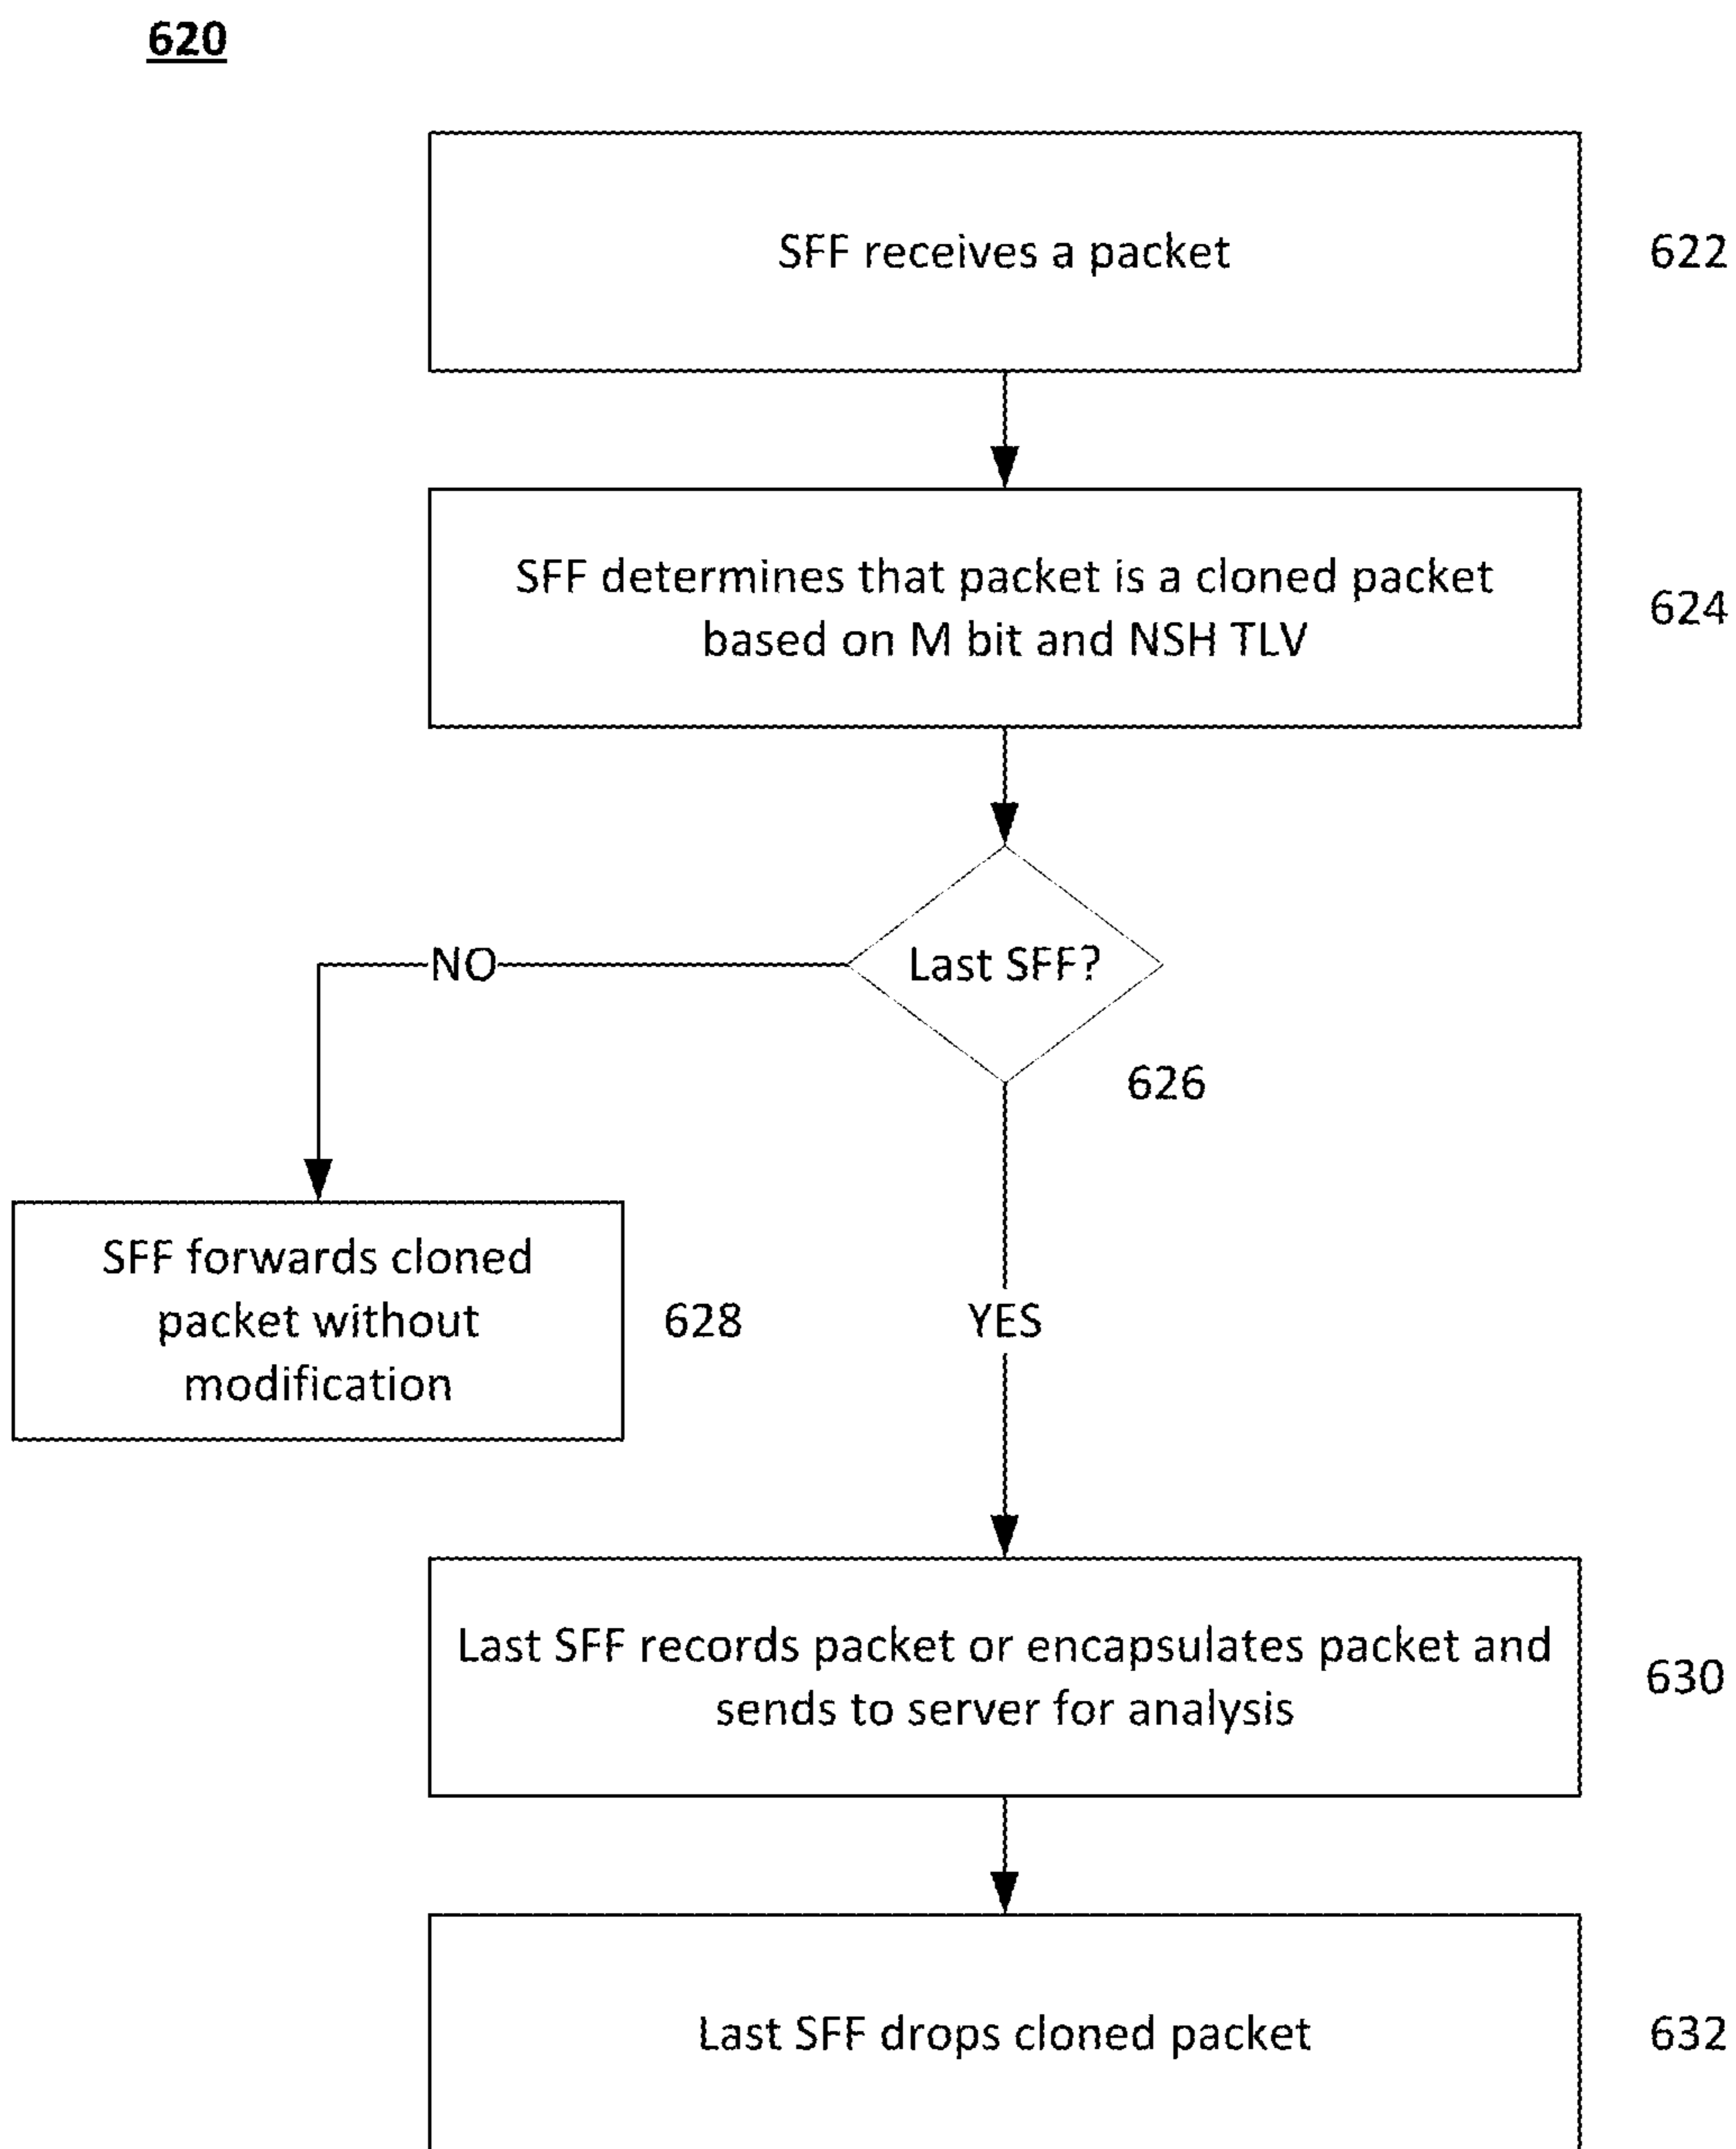 620
SFF receives a packet
622
SFF determines that packet is a cloned packet
based on M bit and NSH TLV
624
Last SFF?
NO
626
SFF forwards cloned
packet without
modification
628
YES
Last SFF records packet or encapsulates packet and
sends to server for analysis
630
Last SFF drops cloned packet
632